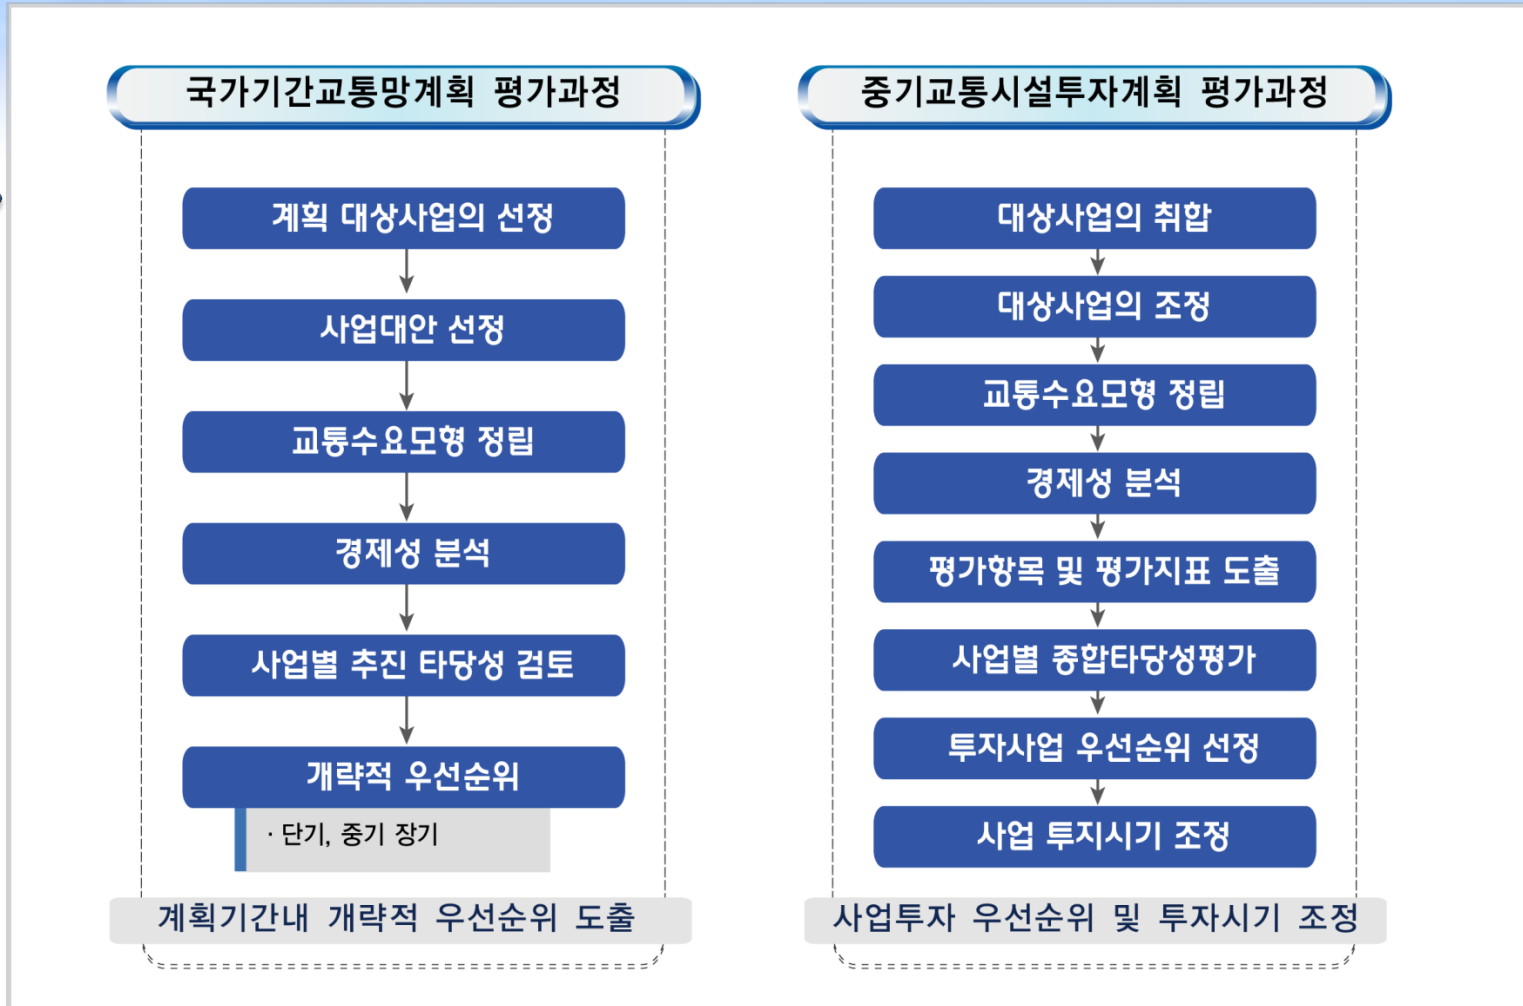 국가기간교통망계획 평가과정
계획 대상사업의 선정
사업대안 선정
교통수요모형 정립
경제성 분석
사업별 추진 타당성 검토
개략적 우선순위
· 단기, 중기 장기
계획기간내 개략적 우선순위 도출
중기교통시설투자계획 평가과정
대상사업의 취합
대상사업의 조정
교통수요모형 정립
경제성 분석
평가항목 및 평가지표 도출
사업별 종합타당성평가
투자사업 우선순위 선정
사업 투지시기 조정
사업투자 우선순위 및 투자시기 조정